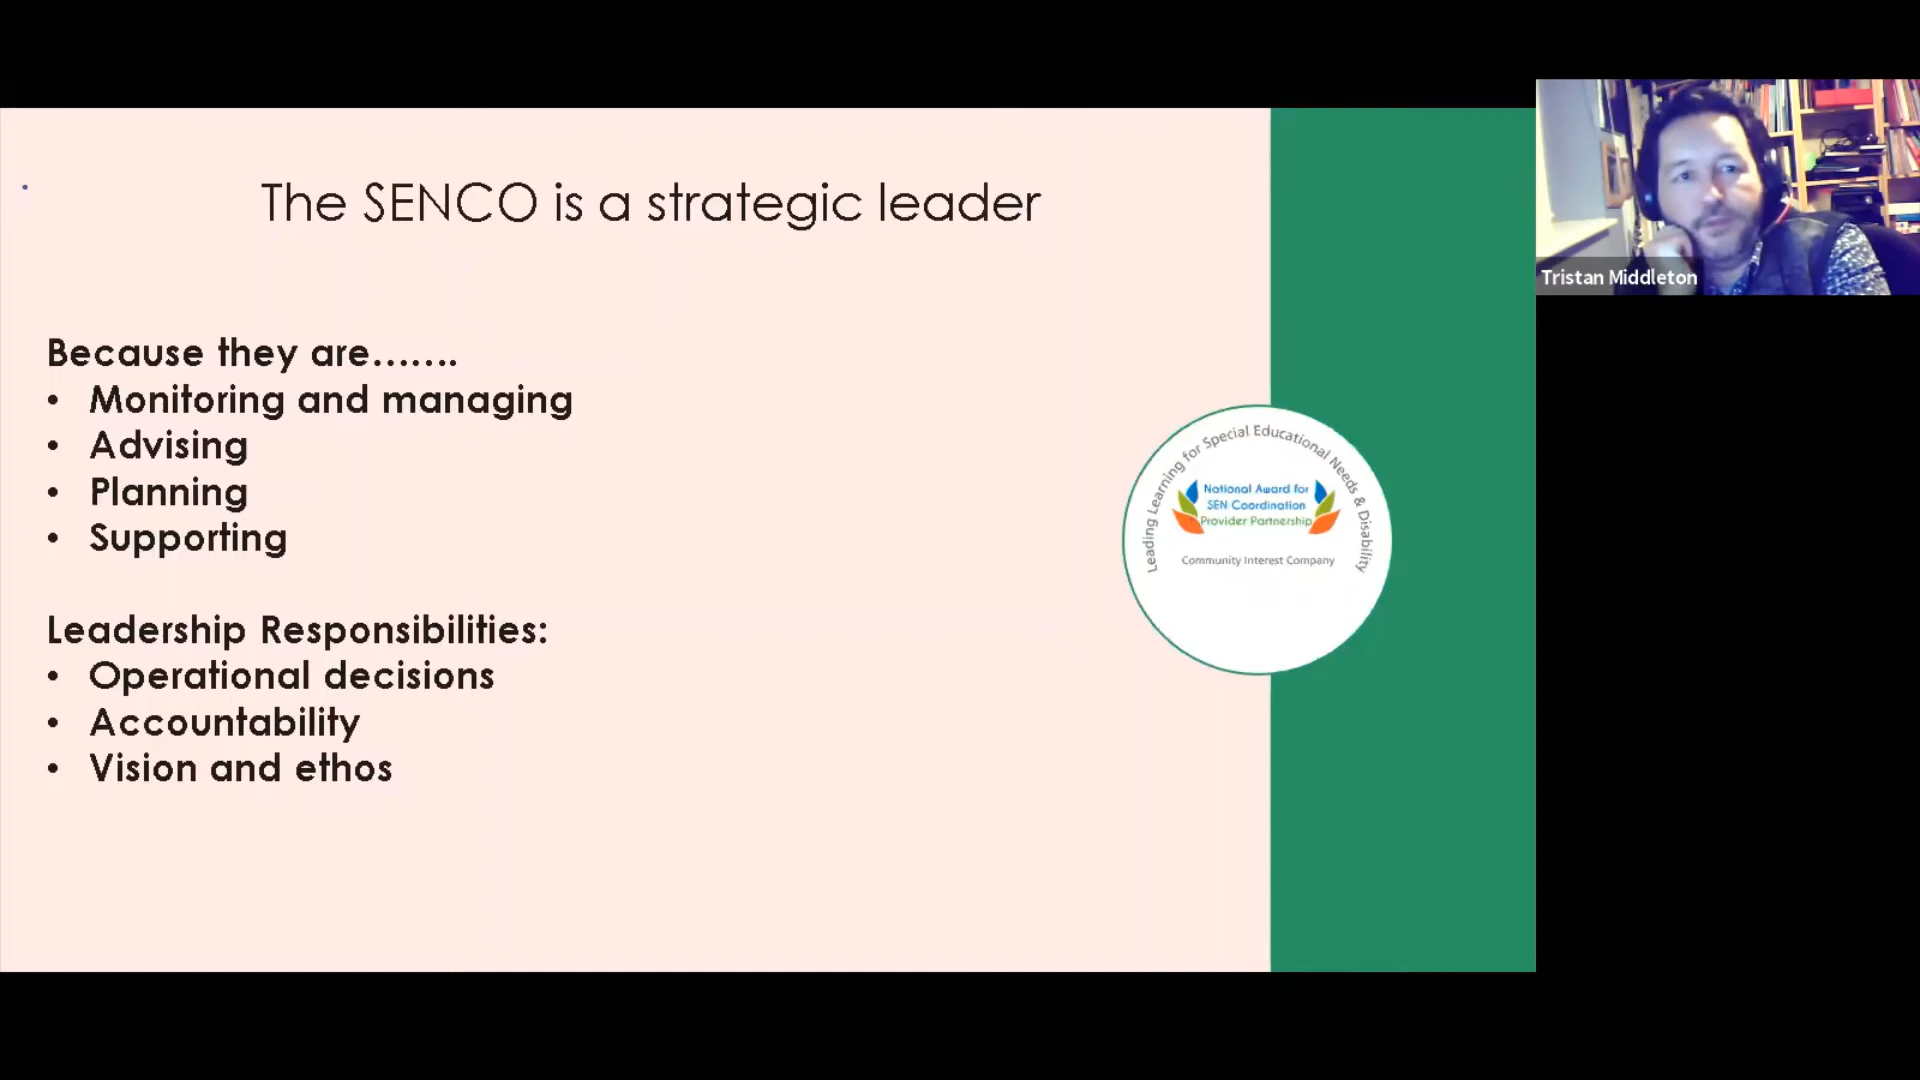 The SENCO is a strategic leader
Because they are.......
• Monitoring and managing
• Advising
• Planning
• Supporting
Leadership Responsibilities:
• Operational decisions
• Accountability
• Vision and ethos
Leading Learning for Special Educational Needs & Disability
National Award for
SEN Coordination
Provider Partnership
Community Interest Company
Tristan Middleton